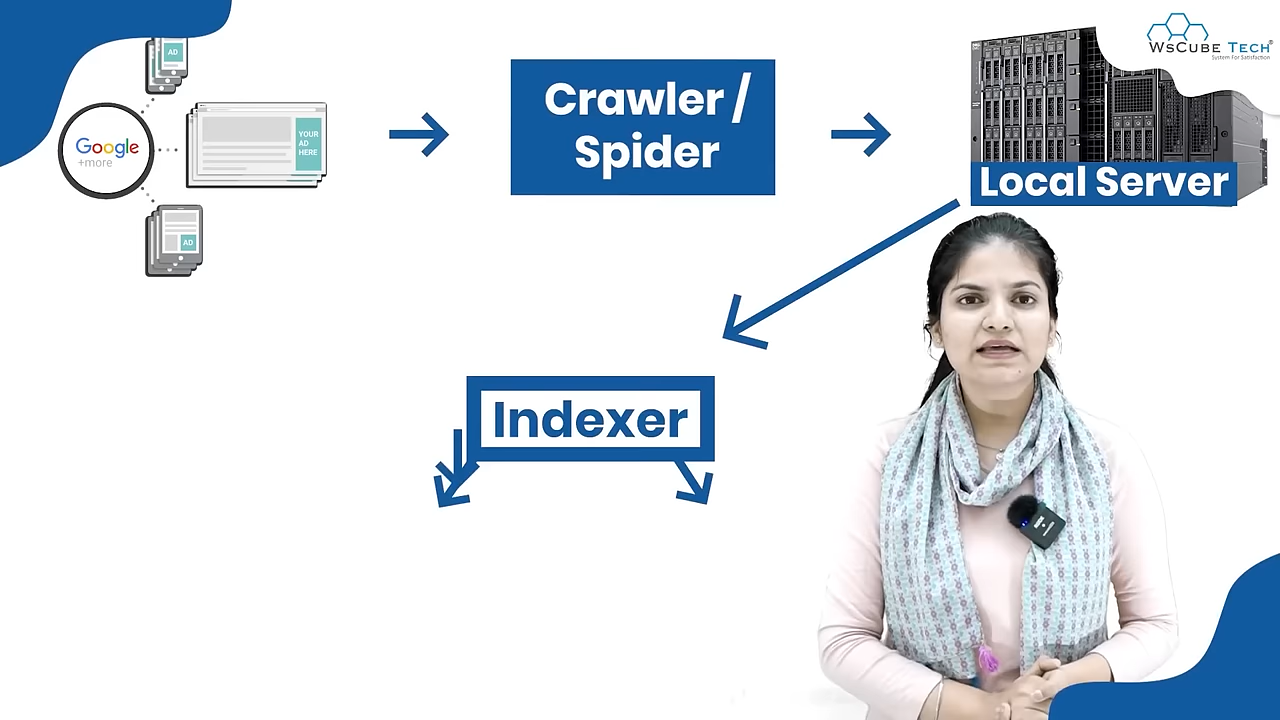 AD
Google
+more
YOUR
AD
HERE
AD
Crawler /
Spider
Local Server
WsCube Tech®
System For Satisfaction
Indexer